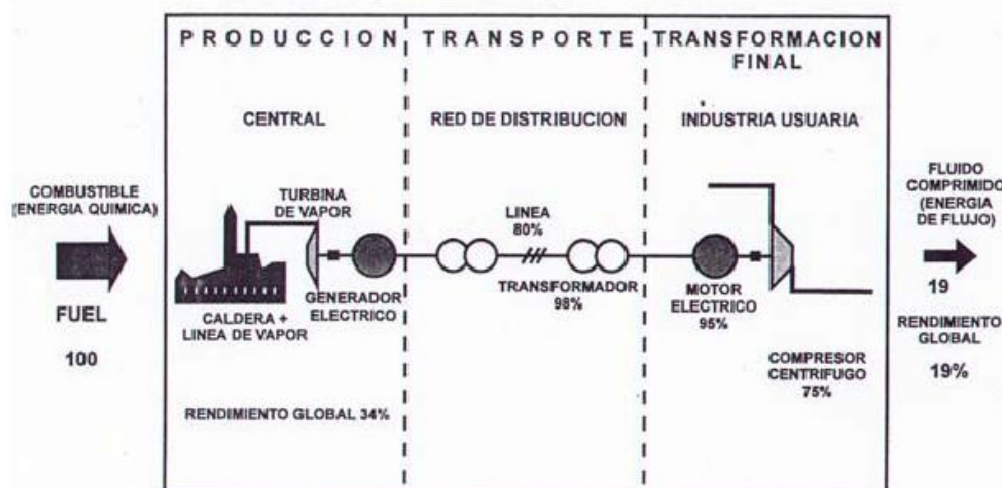 PRODUCCION
TRANSPORTE
TRANSFORMACION
FINAL
CENTRAL
RED DE DISTRIBUCION
INDUSTRIA USUARIA
COMBUSTIBLE
(ENERGIA QUIMICA)
FUEL
100
TURBINA
DE VAPOR
CALDERA +
LINEA DE VAPOR
GENERADOR
ELECTRICO
RENDIMIENTO GLOBAL 34%
LINEA
80%
TRANSFORMADOR
98%
MOTOR
ELECTRICO
95%
COMPRESOR
CENTRIFUGO
75%
FLUIDO
COMPRIMIDO
(ENERGIA
DE FLUJO)
19
RENDIMIENTO
GLOBAL
19%